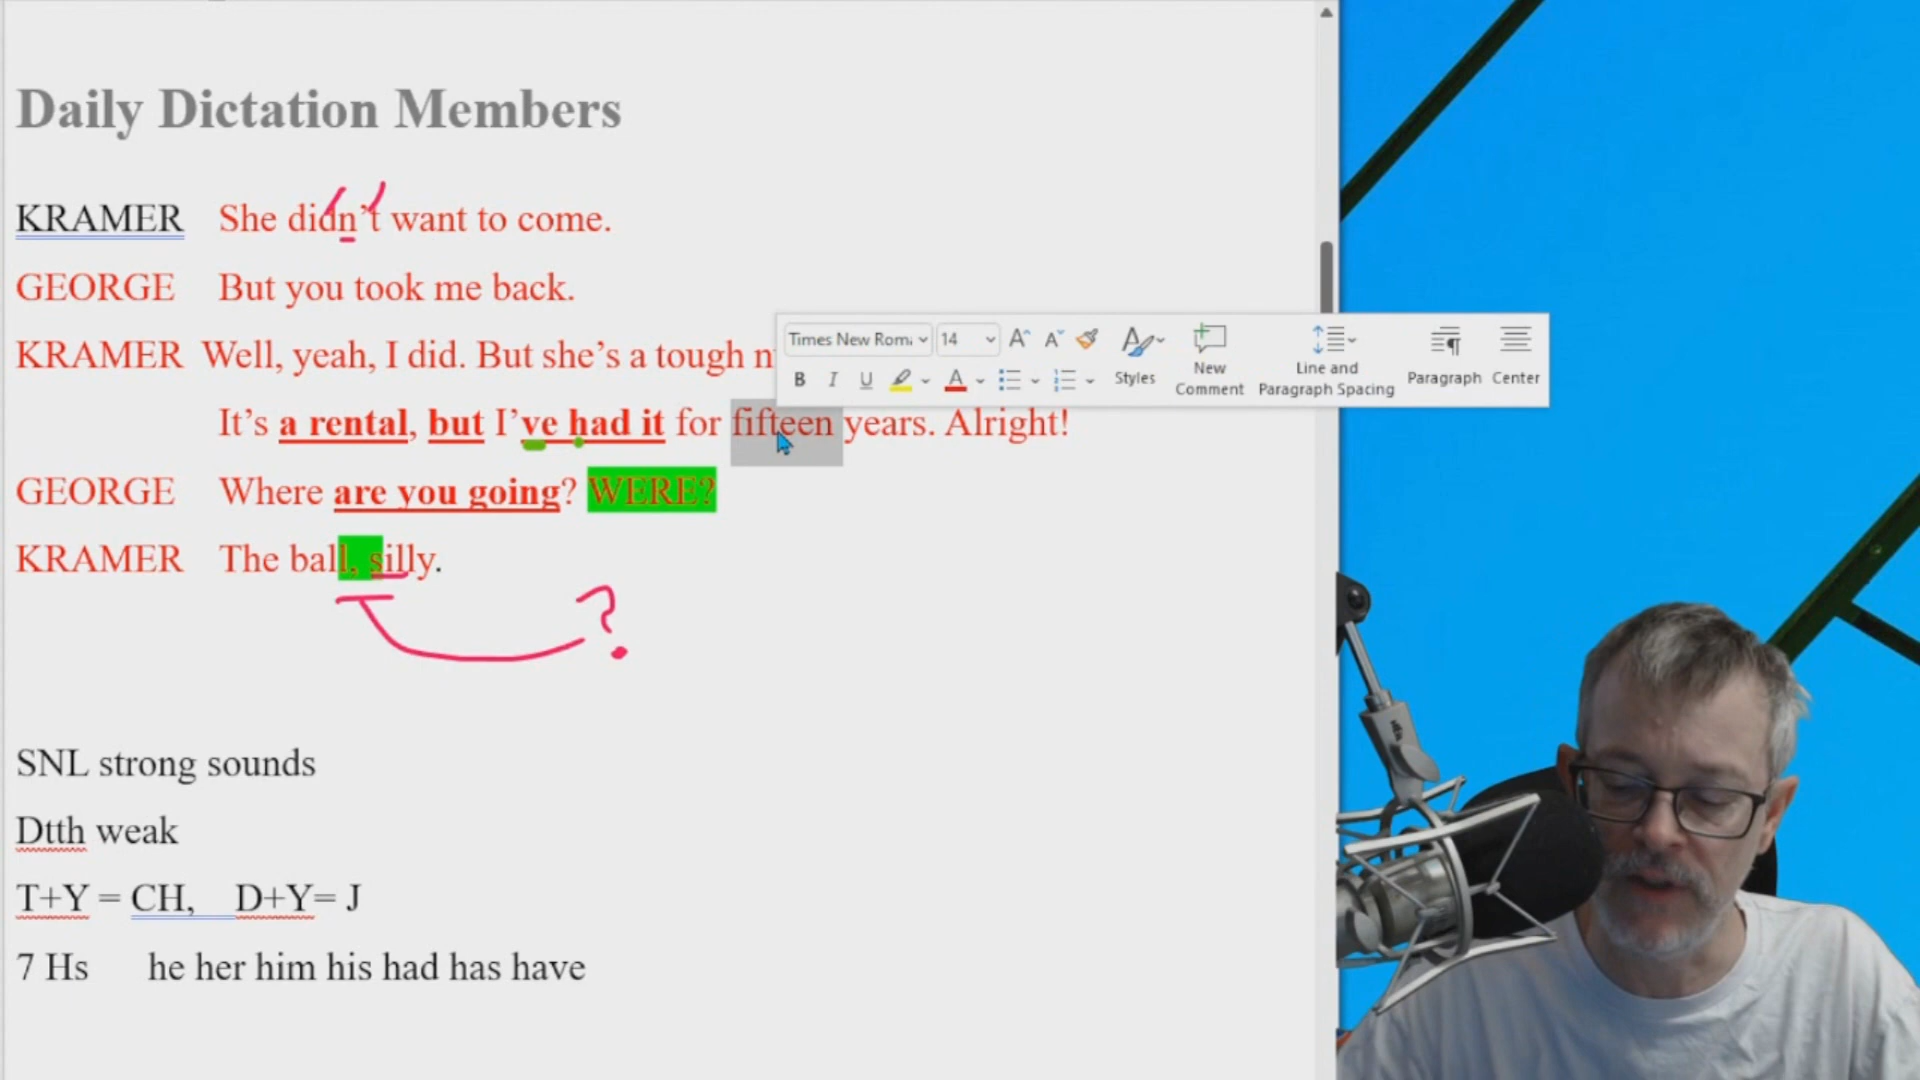 Daily Dictation Members
KRAMER She didn't want to come.
GEORGE But you took me back.
KRAMER Well, yeah, I did. But she's a tough
Times New Rom 14
New Comment
Line and Paragraph Spacing
Styles
Paragraph
Center
B I U
It's a rental, but I've had it for fifteen years. Alright!
GEORGE Where are you going? WERE?
KRAMER The ball, silly.
?
SNL strong sounds
Dtth weak
T+Y = CH, D+Y= J
7 Hs he her him his had has have